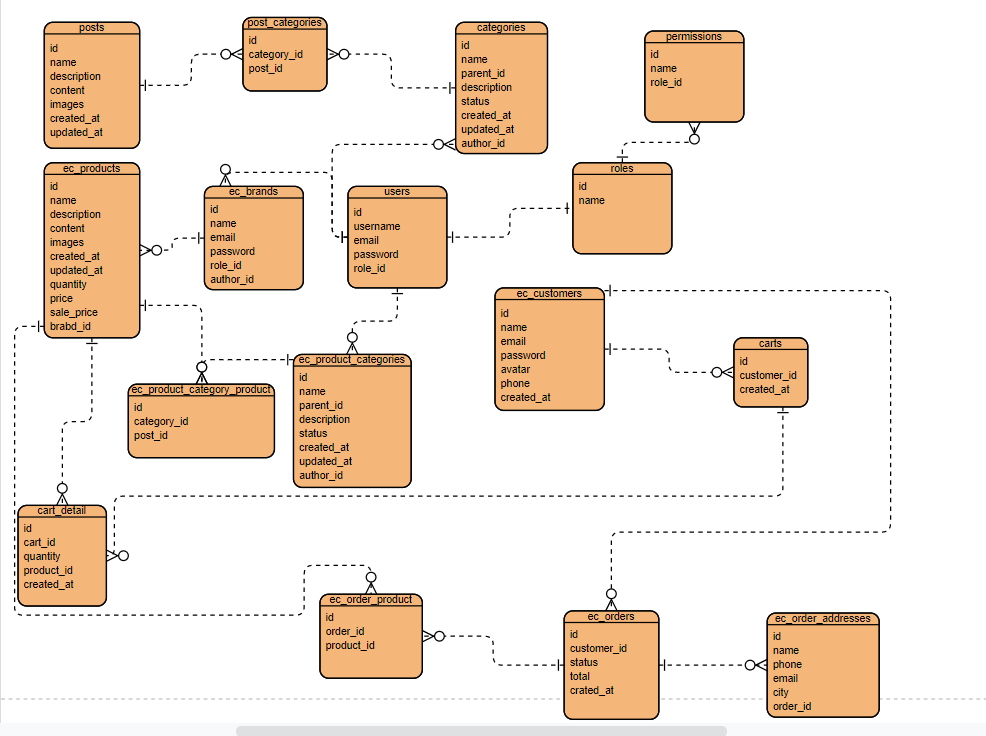 posts
id
name
description
content
images
created_at
updated_at
post_categories
id
category_id
post_id
categories
id
name
parent_id
description
status
created_at
updated_at
author_id
permissions
id
name
role_id
ec_products
id
name
description
content
images
created_at
updated_at
quantity
price
sale_price
brabd_id
ec_brands
id
name
email
password
role_id
author_id
users
id
username
email
password
role_id
roles
id
name
ec_customers
id
name
email
password
avatar
phone
created_at
carts
id
customer_id
created_at
ec_product_category_product
id
category_id
post_id
ec_product_categories
id
name
parent_id
description
status
created_at
updated_at
author_id
cart_detail
id
cart_id
quantity
product_id
created_at
ec_order_product
id
order_id
product_id
ec_orders
id
customer_id
status
total
crated_at
ec_order_addresses
id
name
phone
email
city
order_id